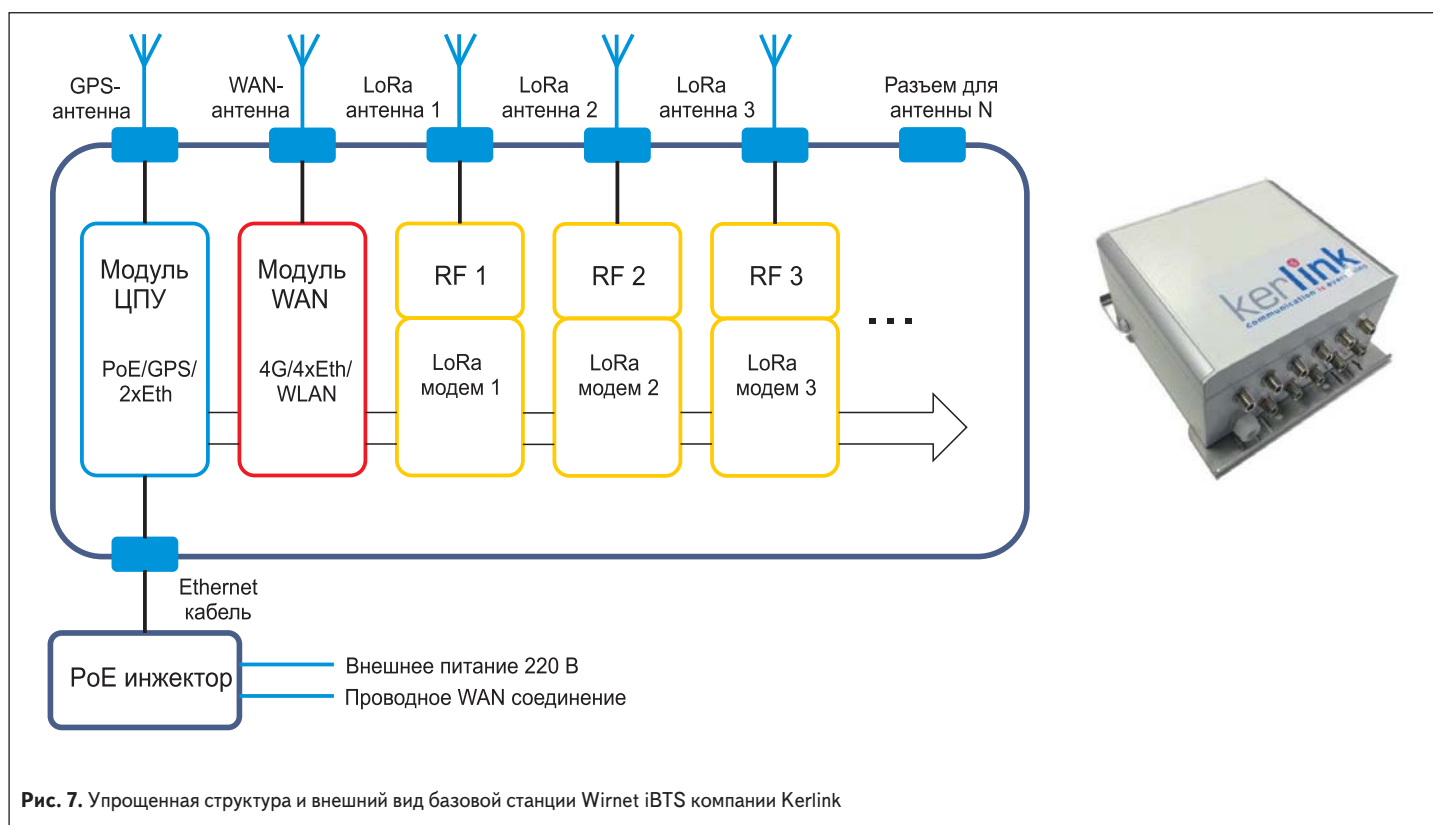 GPS-
антенна
WAN-
антенна
LoRa
антенна 1
LoRa
антенна 2
LoRa
антенна 3
Разъем для
антенны N
Модуль
ЦПУ
PoE/GPS/
2xEth
Модуль
WAN
4G/4xEth/
WLAN
RF 1
LoRa
модем 1
RF 2
LoRa
модем 2
RF 3
LoRa
модем 3
...
Ethernet
кабель
PoE инжектор
Внешнее питание 220 В
Проводное WAN соединение
kerlink
communication is everything
Рис. 7. Упрощенная структура и внешний вид базовой станции Wirnet iBTS компании Kerlink